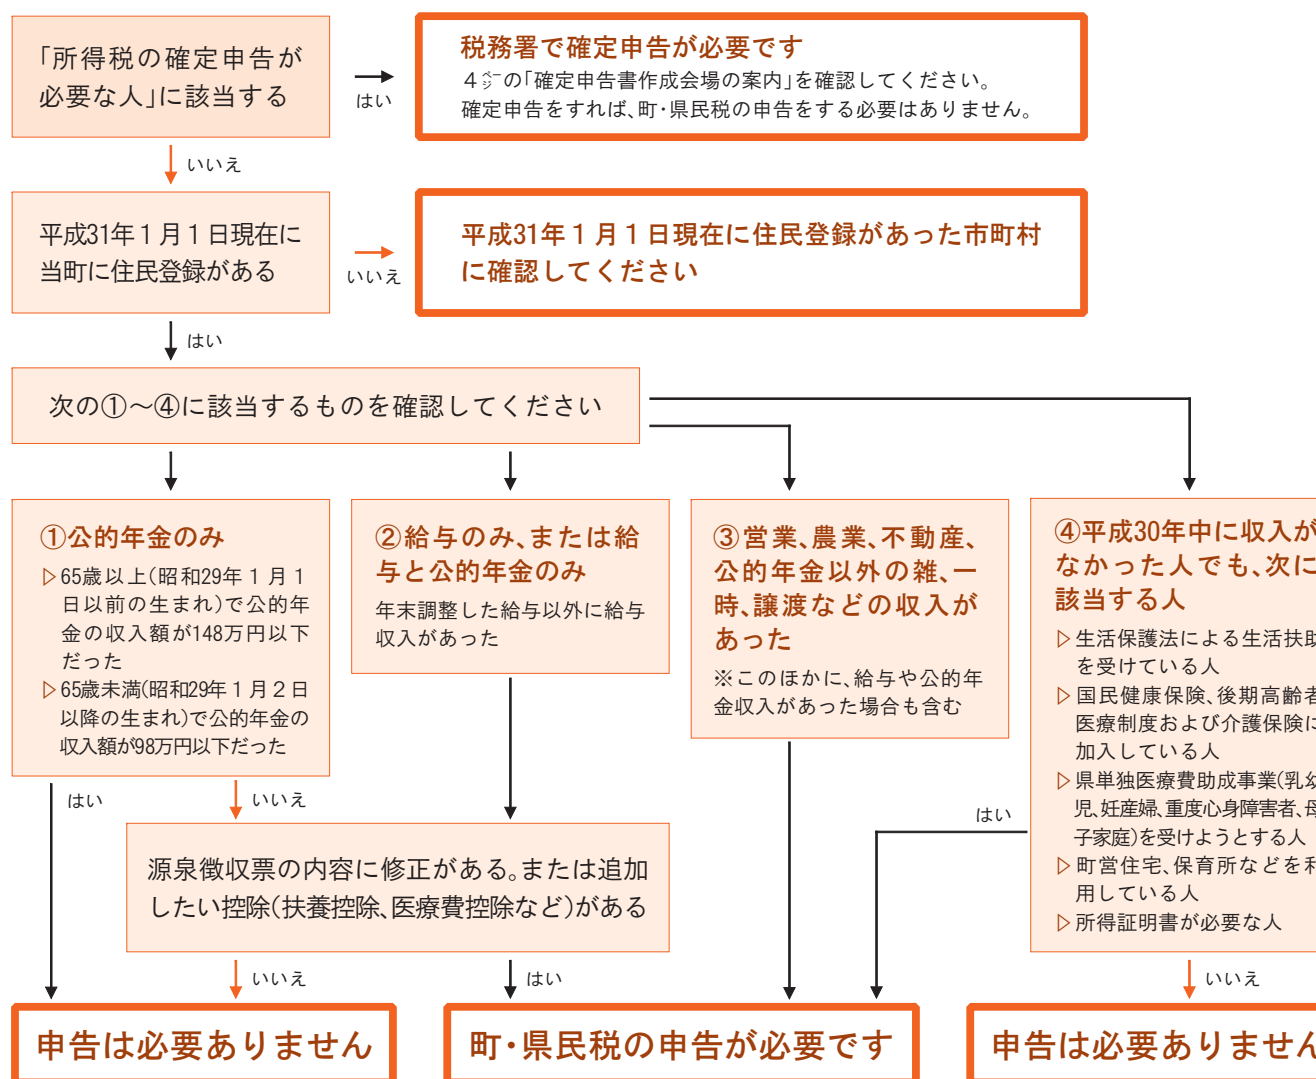 「所得税の確定申告が
必要な人」に該当する
はい
税務署で確定申告が必要です
4㌻の「確定申告書作成会場の案内」を確認してください。
確定申告をすれば、町・県民税の申告をする必要はありません。
いいえ
平成31年1月1日現在に
当町に住民登録がある
いいえ
平成31年1月1日現在に住民登録があった市町村
に確認してください
はい
次の①～④に該当するものを確認してください
①公的年金のみ
▷65歳以上(昭和29年1月1
日以前の生まれ)で公的年
金の収入額が148万円以下
だった
▷65歳未満(昭和29年1月2日
以降の生まれ)で公的年金の
収入額が98万円以下だった
②給与のみ、または給
与と公的年金のみ
年末調整した給与以外に給与
収入があった
③営業、農業、不動産、
公的年金以外の雑、一
時、譲渡などの収入が
あった
※このほかに、給与や公的年
金収入があった場合も含む
④平成30年中に収入が
なかった人でも、次に
該当する人
▷生活保護法による生活扶助
を受けている人
▷国民健康保険、後期高齢者
医療制度および介護保険に
加入している人
▷県単独医療費助成事業(乳幼
児、妊産婦、重度心身障害者、母
子家庭)を受けようとする人
▷町営住宅、保育所などを利
用している人
▷所得証明書が必要な人
はい
いいえ
はい
源泉徴収票の内容に修正がある。または追加
したい控除(扶養控除、医療費控除など)がある
いいえ
はい
いいえ
申告は必要ありません
町・県民税の申告が必要です
申告は必要ありません